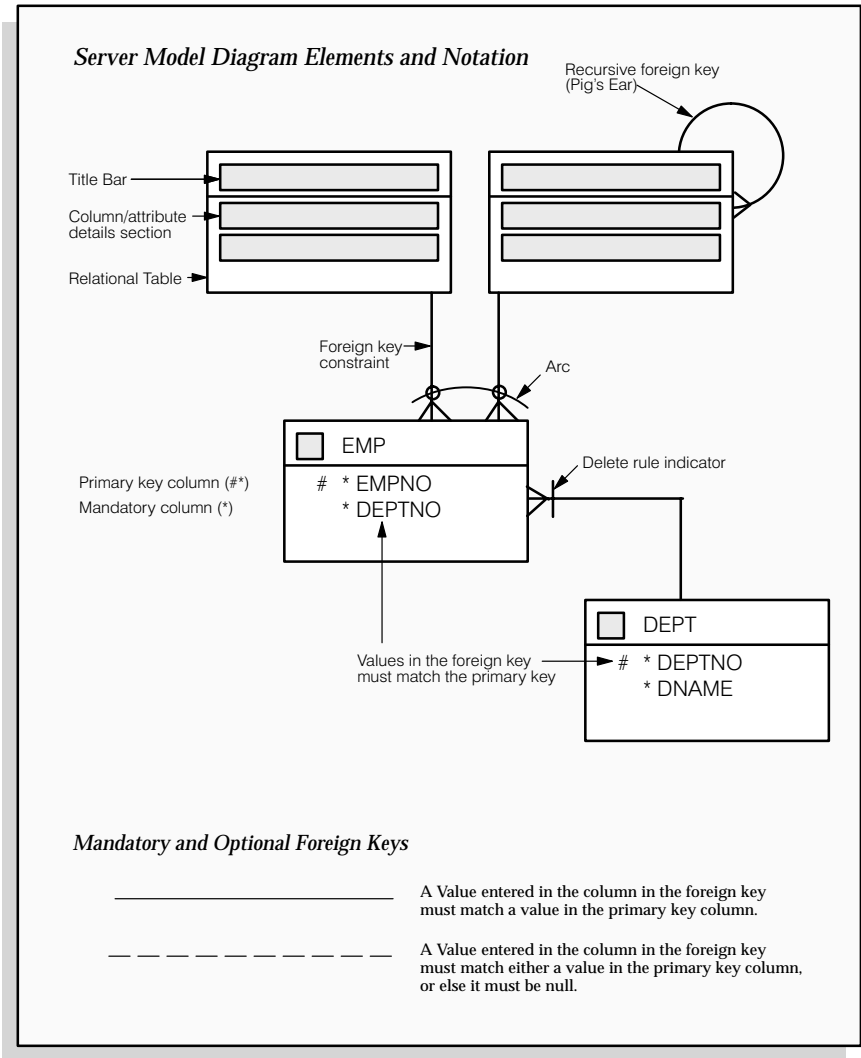 Server Model Diagram Elements and Notation
Recursive foreign key
(Pig's Ear)
Title Bar
Column/attribute
details section
Relational Table
Foreign key
constraint
Arc
EMP
Delete rule indicator
Primary key column (#*)
# * EMPNO
Mandatory column (*)
* DEPTNO
DEPT
Values in the foreign key
must match the primary key
# * DEPTNO
* DNAME
Mandatory and Optional Foreign Keys
A Value entered in the column in the foreign key
must match a value in the primary key column.
A Value entered in the column in the foreign key
must match either a value in the primary key column,
or else it must be null.